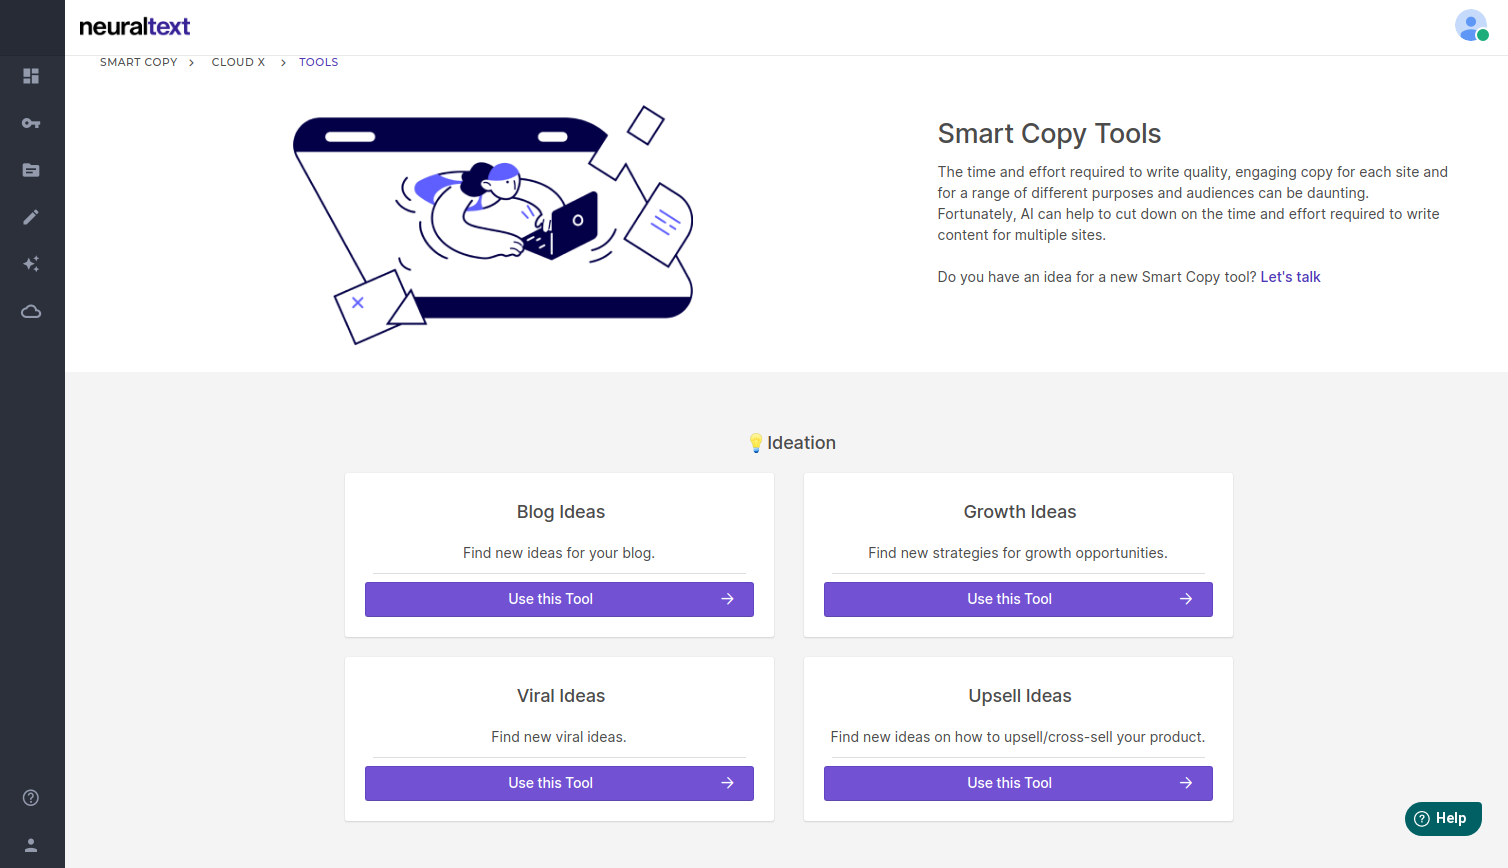 neuraltext
SMART COPY > CLOUD X > TOOLS
Smart Copy Tools
The time and effort required to write quality, engaging copy for each site and
for a range of different purposes and audiences can be daunting.
Fortunately, AI can help to cut down on the time and effort required to write
content for multiple sites.
Do you have an idea for a new Smart Copy tool? Let's talk
💡Ideation
Blog Ideas
Find new ideas for your blog.
Use this Tool →
Growth Ideas
Find new strategies for growth opportunities.
Use this Tool →
Viral Ideas
Find new viral ideas.
Use this Tool →
Upsell Ideas
Find new ideas on how to upsell/cross-sell your product.
Use this Tool →
Help